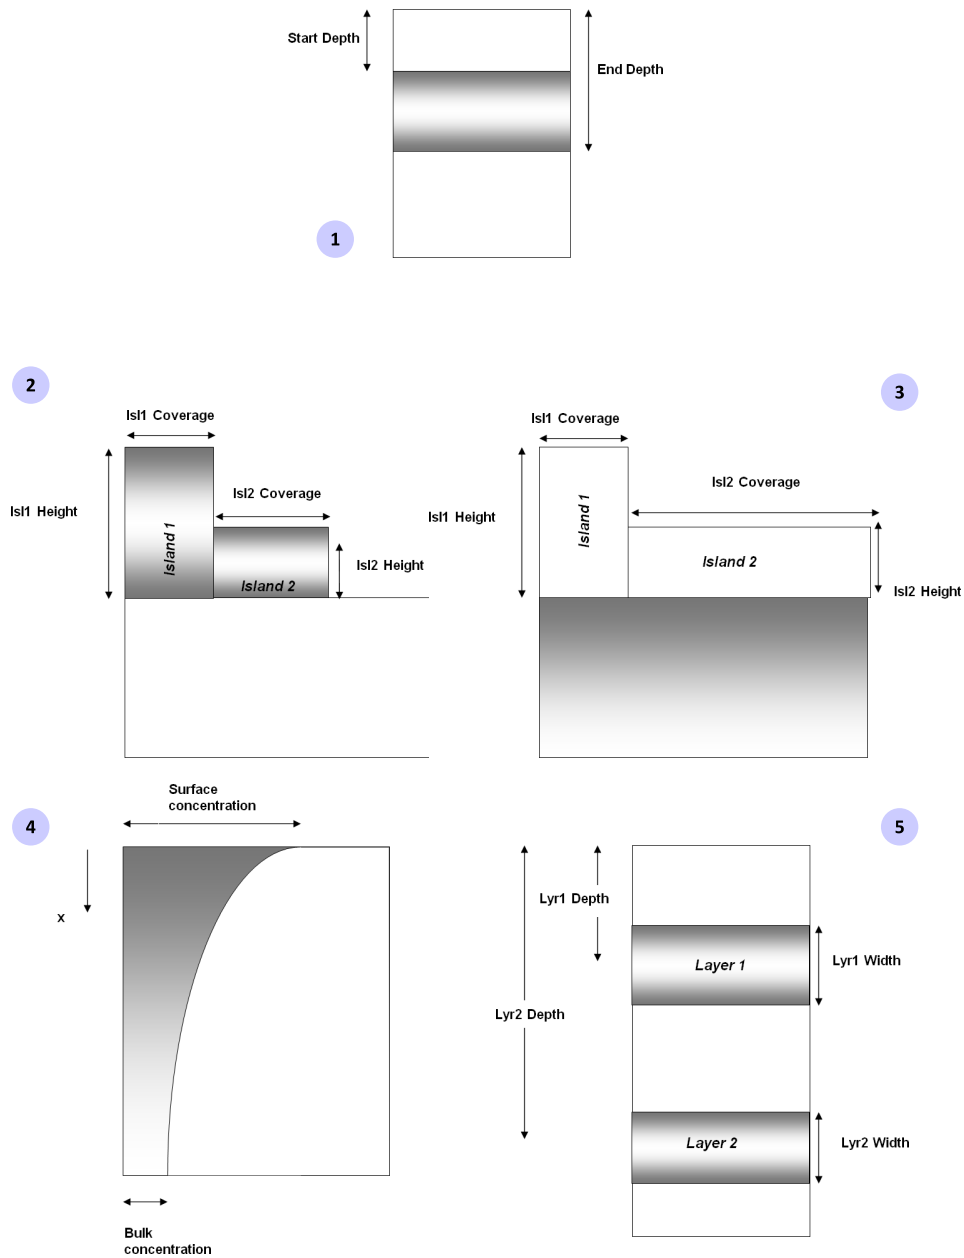 Start Depth
End Depth
1
2
3
Isl1 Coverage
Isl1 Coverage
Isl2 Coverage
Isl2 Coverage
Isl1 Height
Island 1
Isl2 Height
Island 2
Isl1 Height
Island 1
Island 2
Isl2 Height
Surface
concentration
4
5
x
Lyr1 Depth
Layer 1
Lyr1 Width
Lyr2 Depth
Layer 2
Lyr2 Width
Bulk
concentration